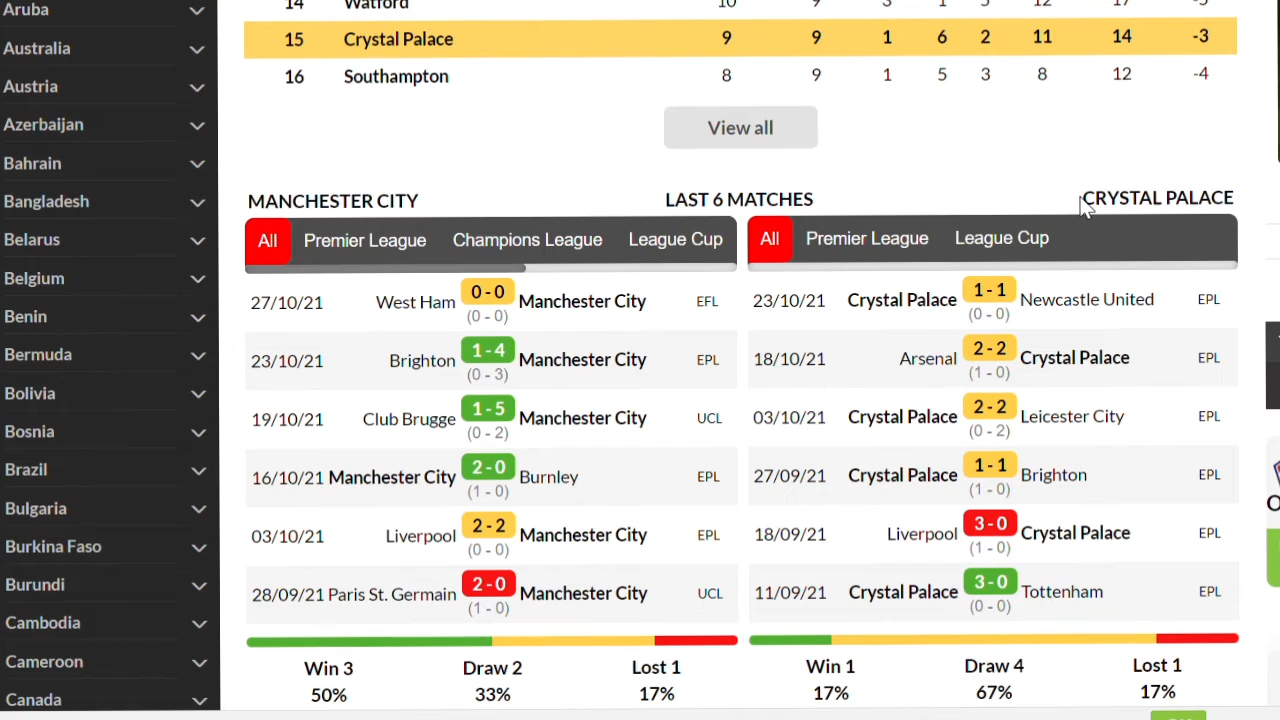 Aruba
Australia
Austria
Azerbaijan
Bahrain
Bangladesh
Belarus
Belgium
Benin
Bermuda
Bolivia
Bosnia
Brazil
Bulgaria
Burkina Faso
Burundi
Cambodia
Cameroon
Canada
14 Watford 10 9 3 1 5 12 17 -5
15 Crystal Palace 9 9 1 6 2 11 14 -3
16 Southampton 8 9 1 5 3 8 12 -4
View all
MANCHESTER CITY LAST 6 MATCHES CRYSTAL PALACE
All Premier League Champions League League Cup
27/10/21 West Ham 0 - 0 Manchester City EFL
(0 - 0)
23/10/21 Brighton 1 - 4 Manchester City EPL
(0 - 3)
19/10/21 Club Brugge 1 - 5 Manchester City UCL
(0 - 2)
16/10/21 Manchester City 2 - 0 Burnley EPL
(1 - 0)
03/10/21 Liverpool 2 - 2 Manchester City EPL
(0 - 0)
28/09/21 Paris St. Germain 2 - 0 Manchester City UCL
(1 - 0)
Win 3 Draw 2 Lost 1
50% 33% 17%
All Premier League League Cup
23/10/21 Crystal Palace 1 - 1 Newcastle United EPL
(0 - 0)
18/10/21 Arsenal 2 - 2 Crystal Palace EPL
(1 - 0)
03/10/21 Crystal Palace 2 - 2 Leicester City EPL
(0 - 2)
27/09/21 Crystal Palace 1 - 1 Brighton EPL
(1 - 0)
18/09/21 Liverpool 3 - 0 Crystal Palace EPL
(1 - 0)
11/09/21 Crystal Palace 3 - 0 Tottenham EPL
(0 - 0)
Win 1 Draw 4 Lost 1
17% 67% 17%